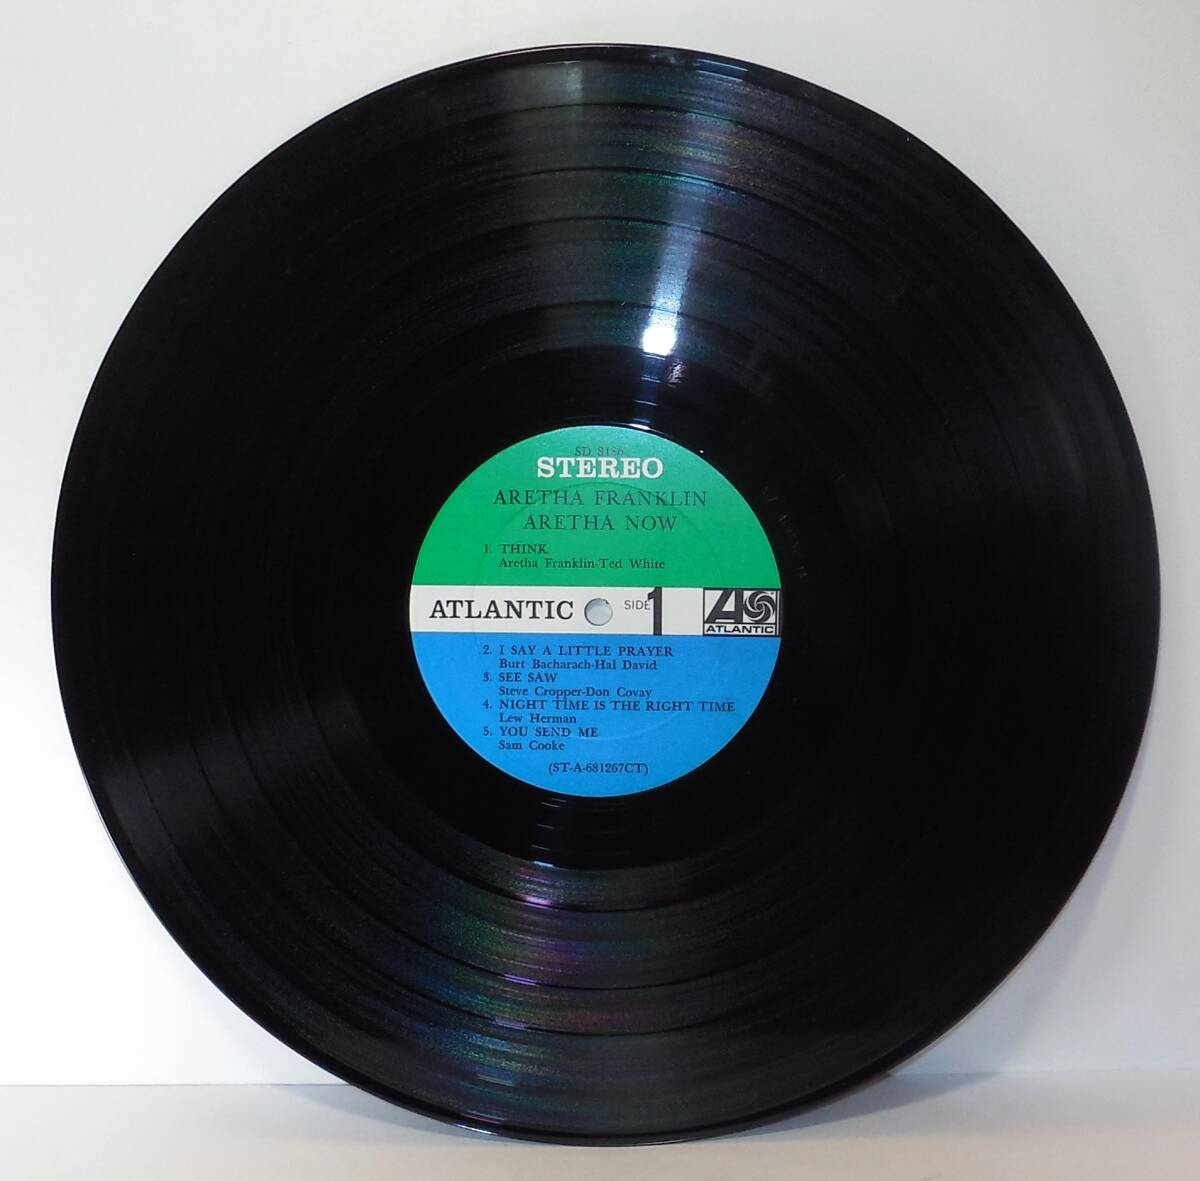 SD 8186
STEREO
ARETHA FRANKLIN
ARETHA NOW
1. THINK
Aretha Franklin-Ted White
ATLANTIC SIDE 1 ATLANTIC
2. I SAY A LITTLE PRAYER
Burt Bacharach-Hal David
3. SEE SAW
Steve Cropper-Don Covay
4. NIGHT TIME IS THE RIGHT TIME
Lew Herman
5. YOU SEND ME
Sam Cooke
(ST-A-681267CT)